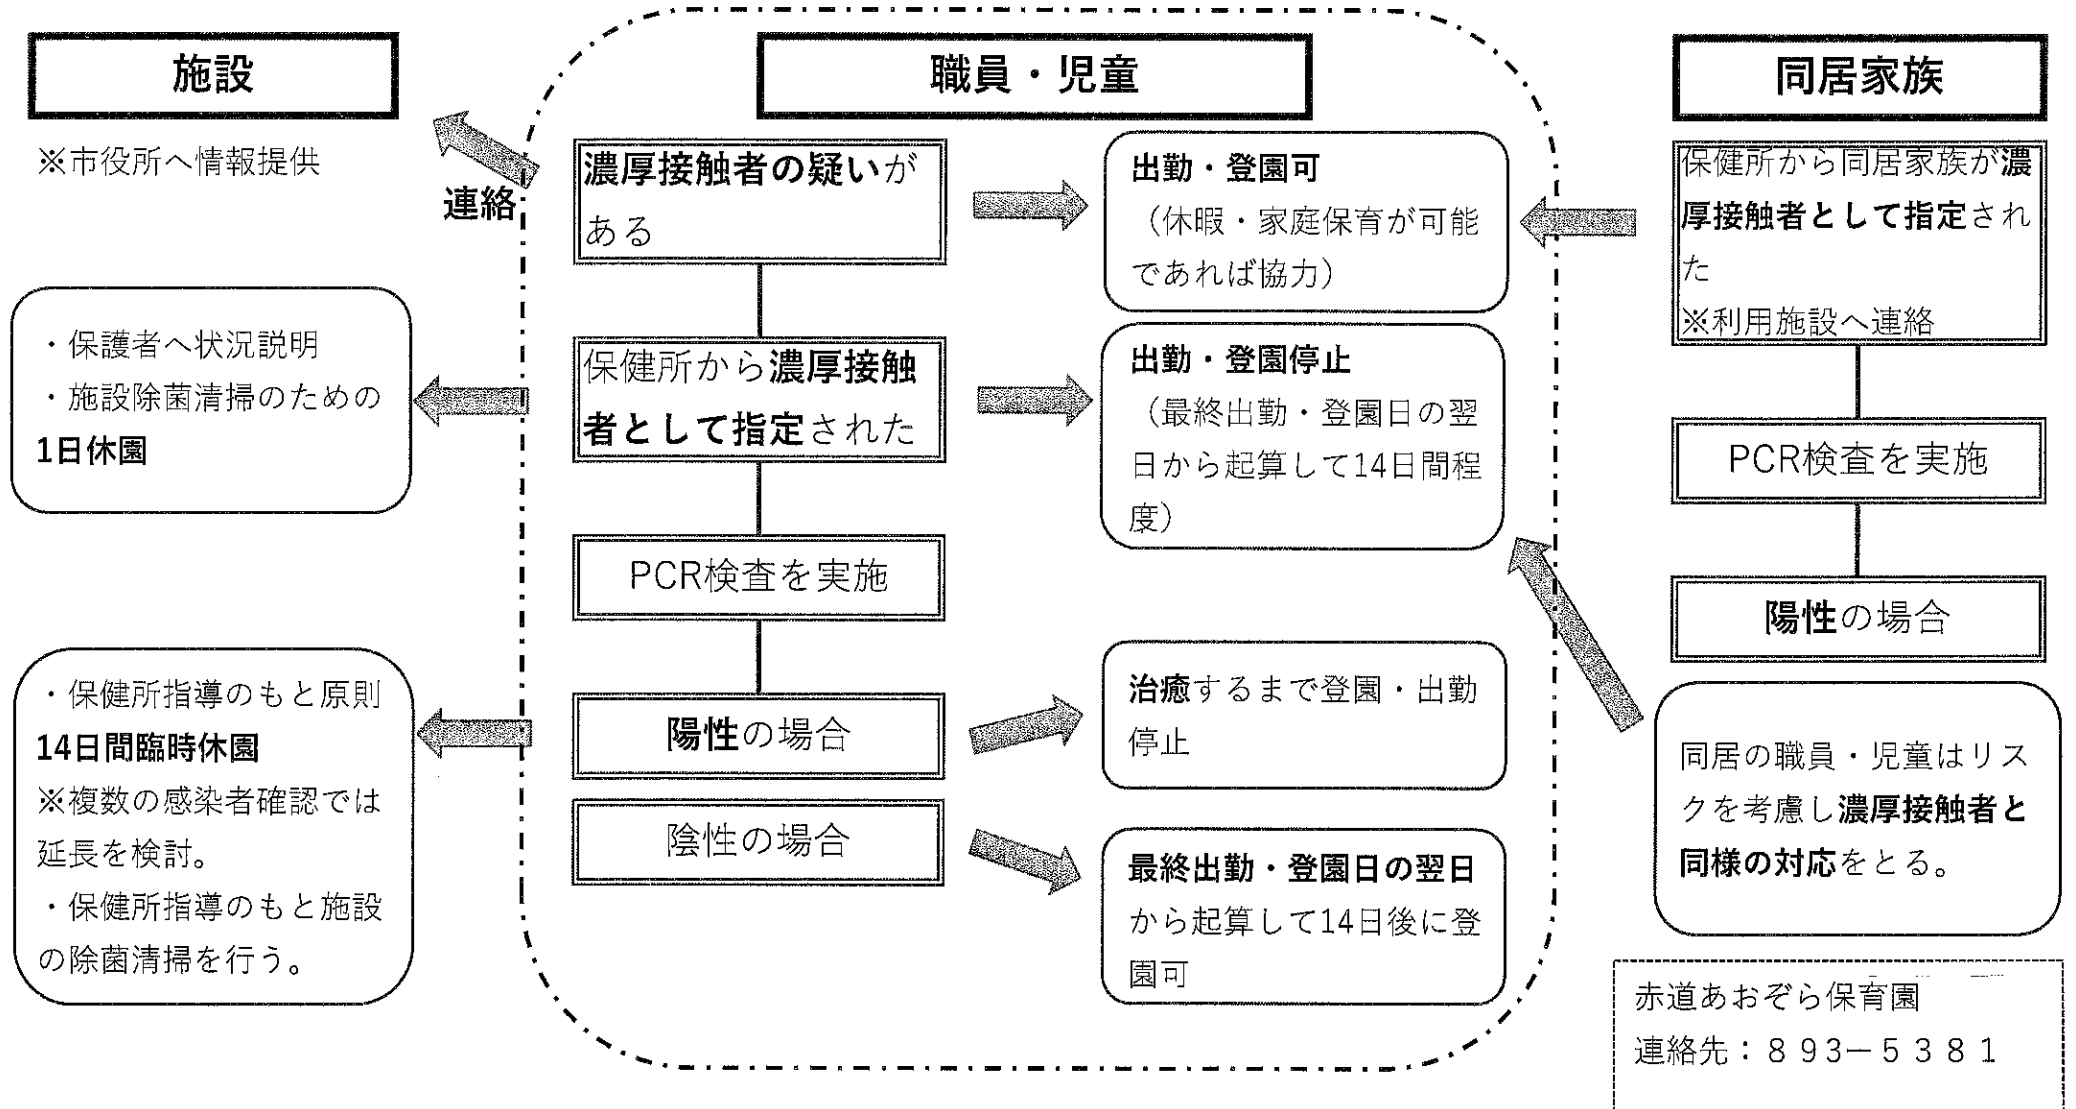 施設
※市役所へ情報提供
連絡
・保護者へ状況説明
・施設除菌清掃のための
1日休園
・保健所指導のもと原則
14日間臨時休園
※複数の感染者確認では
延長を検討。
・保健所指導のもと施設
の除菌清掃を行う。
職員・児童
濃厚接触者の疑いが
ある
保健所から濃厚接触
者として指定された
PCR検査を実施
陽性の場合
陰性の場合
出勤・登園可
（休暇・家庭保育が可能
であれば協力）
出勤・登園停止
（最終出勤・登園日の翌
日から起算して14日間程
度）
治癒するまで登園・出勤
停止
最終出勤・登園日の翌日
から起算して14日後に登
園可
同居家族
保健所から同居家族が濃
厚接触者として指定され
た
※利用施設へ連絡
PCR検査を実施
陽性の場合
同居の職員・児童はリス
クを考慮し濃厚接触者と
同様の対応をとる。
赤道あおぞら保育園
連絡先：８９３－５３８１